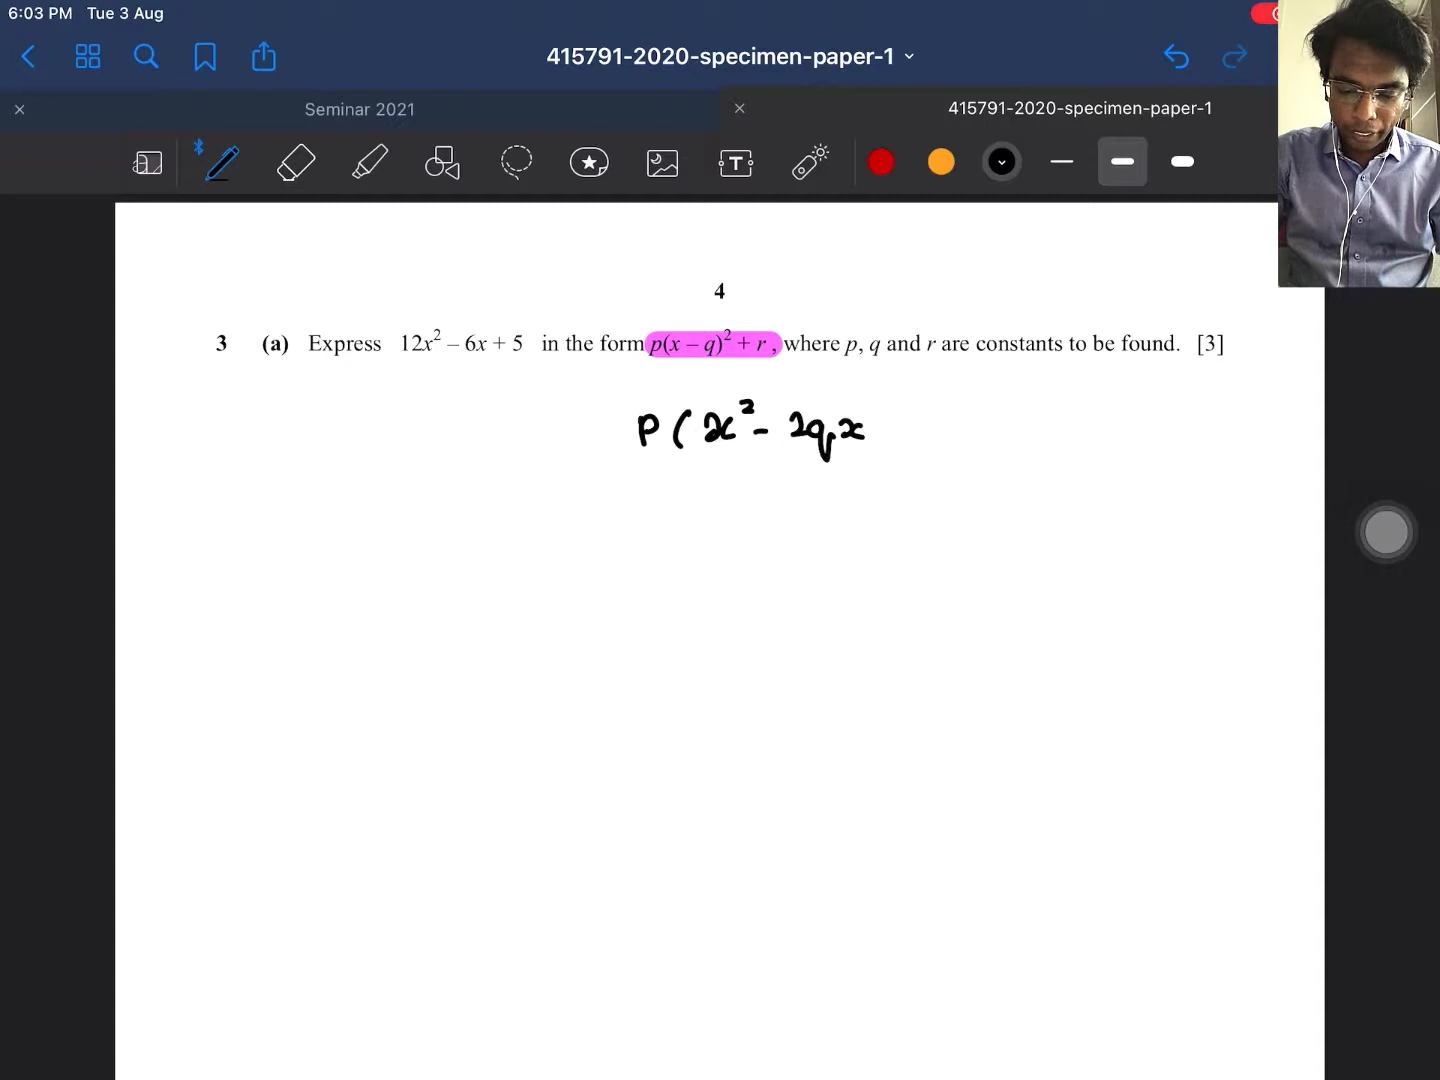 6:03 PM Tue 3 Aug
415791-2020-specimen-paper-1
Seminar 2021
415791-2020-specimen-paper-1
T
4
3 (a) Express 12x² – 6x + 5 in the form p(x – q)² + r , where p, q and r are constants to be found. [3]
P ( x² - 2qx